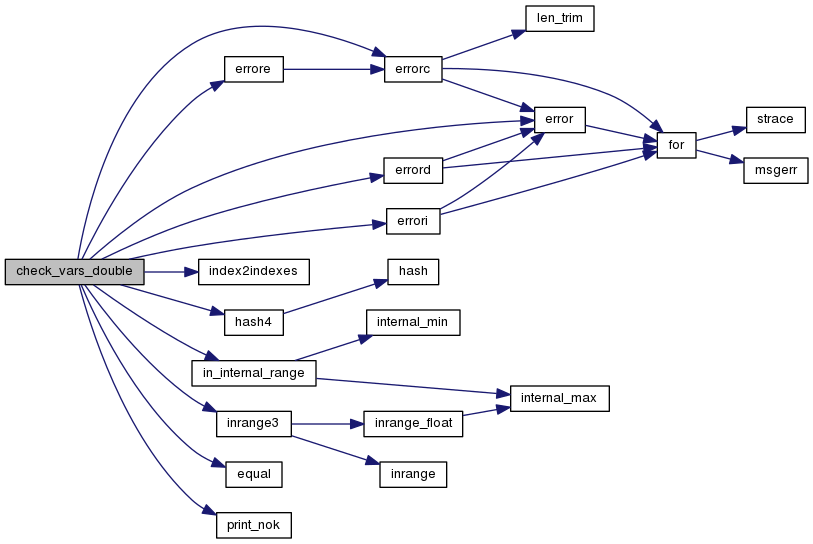 len_trim
errore
errorc
error
strace
for
errord
msgerr
errori
check_vars_double
index2indexes
hash
hash4
internal_min
in_internal_range
internal_max
inrange3
inrange_float
equal
inrange
print_nok